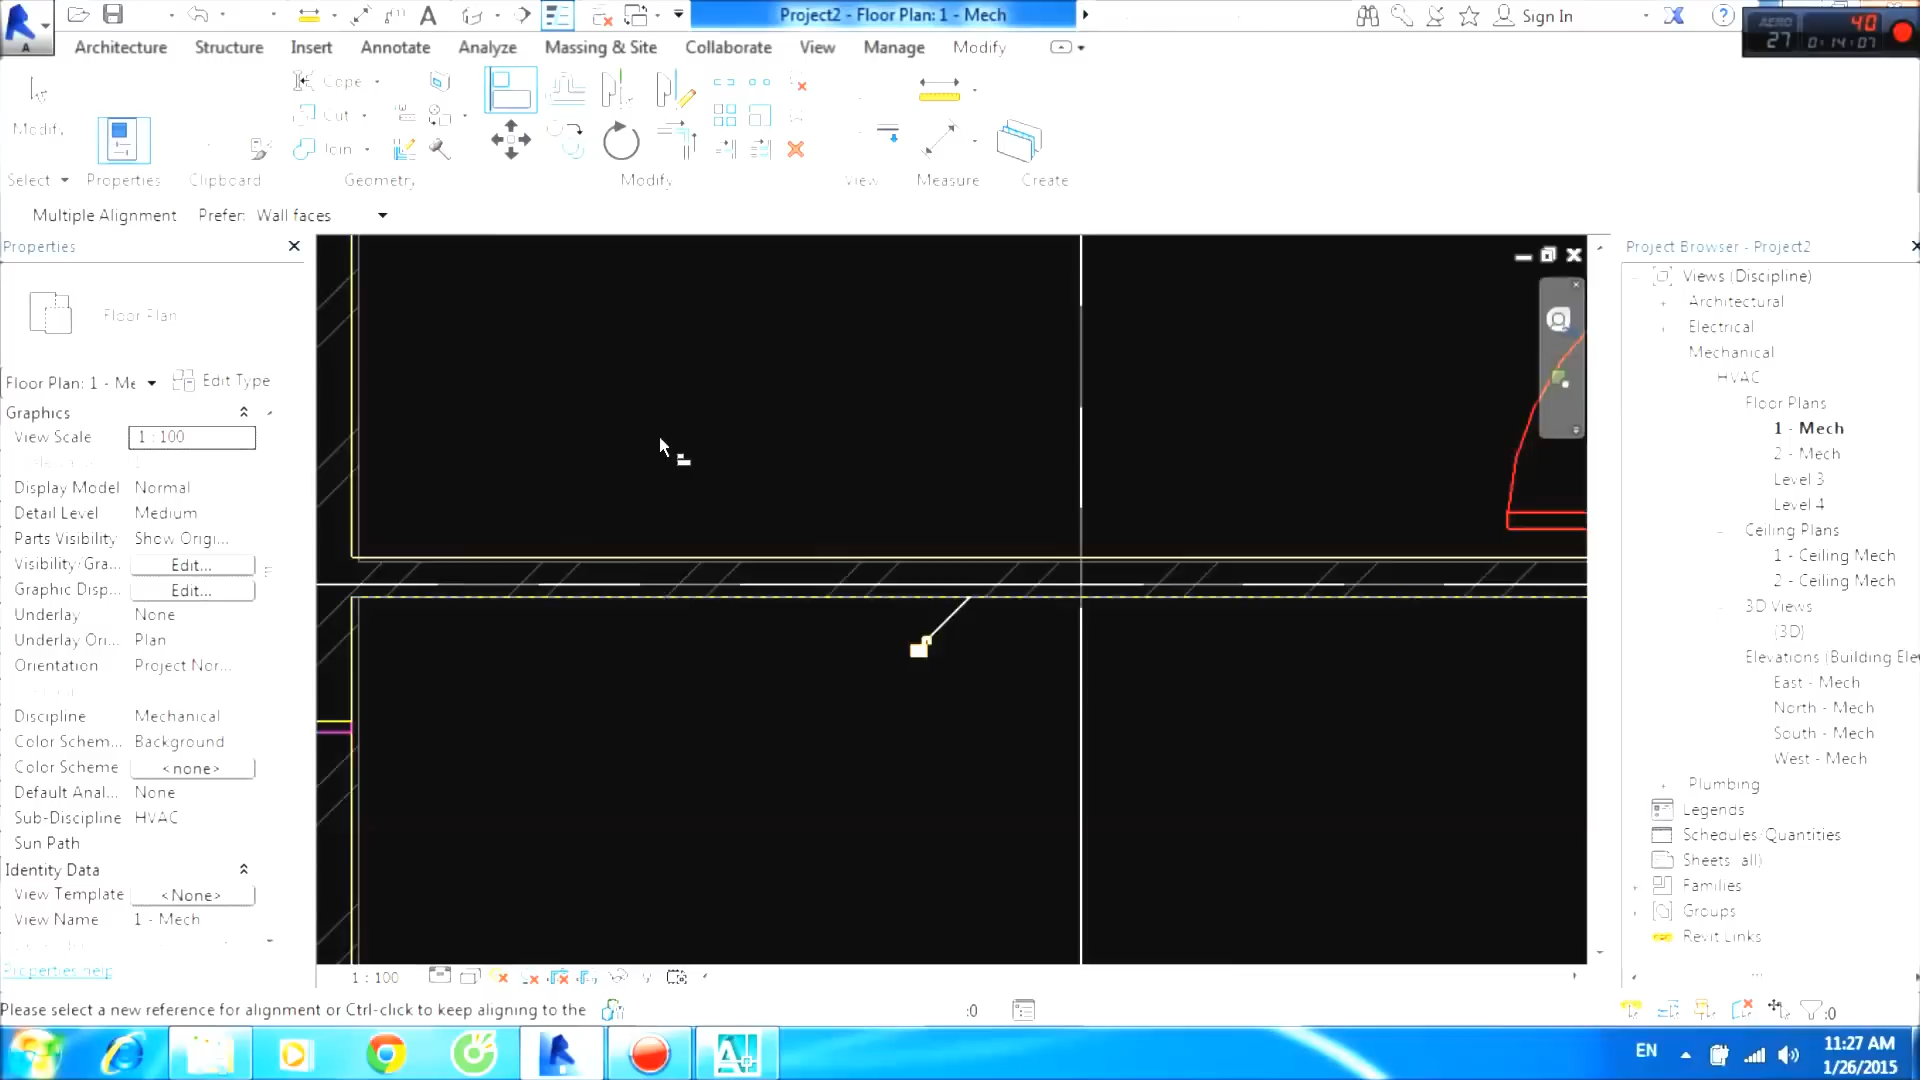 Project2 - Floor Plan: 1 - Mech
Sign In
40
27
0:14:07
Architecture Structure Insert Annotate Analyze Massing & Site Collaborate View Manage Modify
Cope
Cut
Join
Modify
Select Properties Clipboard Geometry Modify View Measure Create
Multiple Alignment Prefer: Wall faces
Properties
Floor Plan
Floor Plan: 1 - Me Edit Type
Graphics
View Scale 1 : 100
Display Model Normal
Detail Level Medium
Parts Visibility Show Origi...
Visibility/Gra... Edit...
Graphic Disp... Edit...
Underlay None
Underlay Ori... Plan
Orientation Project Nor...
Discipline Mechanical
Color Schem... Background
Color Scheme <none>
Default Anal... None
Sub-Discipline HVAC
Sun Path
Identity Data
View Template <None>
View Name 1 - Mech
Properties help
Project Browser - Project2
Views (Discipline)
Architectural
Electrical
Mechanical
HVAC
Floor Plans
1 - Mech
2 - Mech
Level 3
Level 4
Ceiling Plans
1 - Ceiling Mech
2 - Ceiling Mech
3D Views
(3D)
Elevations (Building Ele
East - Mech
North - Mech
South - Mech
West - Mech
Plumbing
Legends
Schedules/Quantities
Sheets (all)
Families
Groups
Revit Links
1 : 100
Please select a new reference for alignment or Ctrl-click to keep aligning to the
:0
:0
EN
11:27 AM
1/26/2015